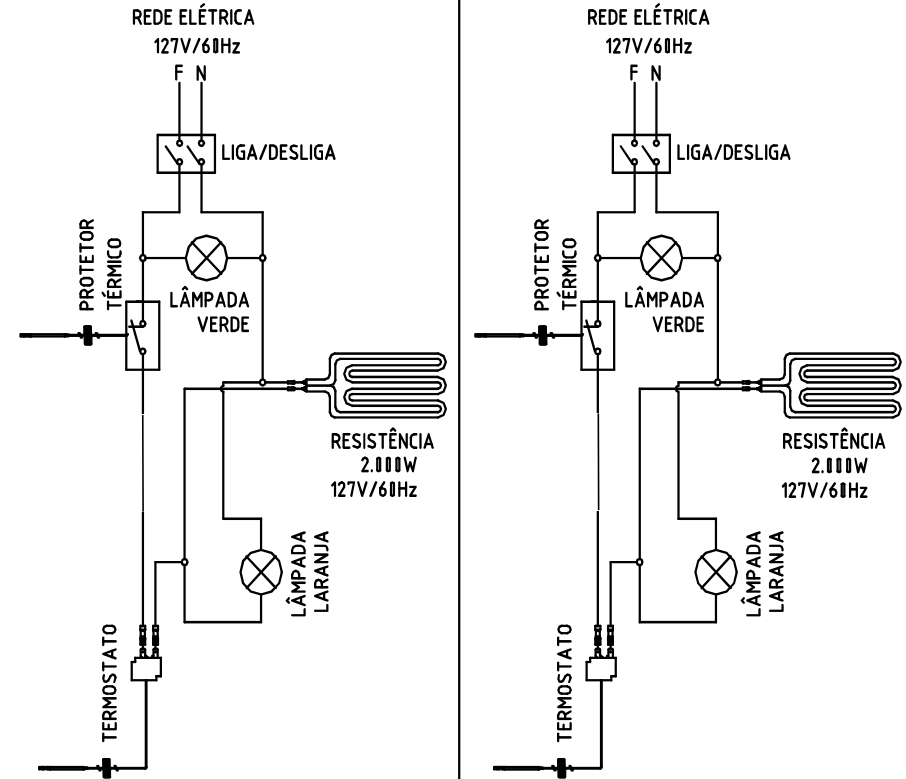 REDE ELÉTRICA
127V/60Hz
F N
LIGA/DESLIGA
PROTETOR
TÉRMICO
LÂMPADA
VERDE
RESISTÊNCIA
2.000W
127V/60Hz
LÂMPADA
LARANJA
TERMOSTATO
REDE ELÉTRICA
127V/60Hz
F N
LIGA/DESLIGA
PROTETOR
TÉRMICO
LÂMPADA
VERDE
RESISTÊNCIA
2.000W
127V/60Hz
LÂMPADA
LARANJA
TERMOSTATO